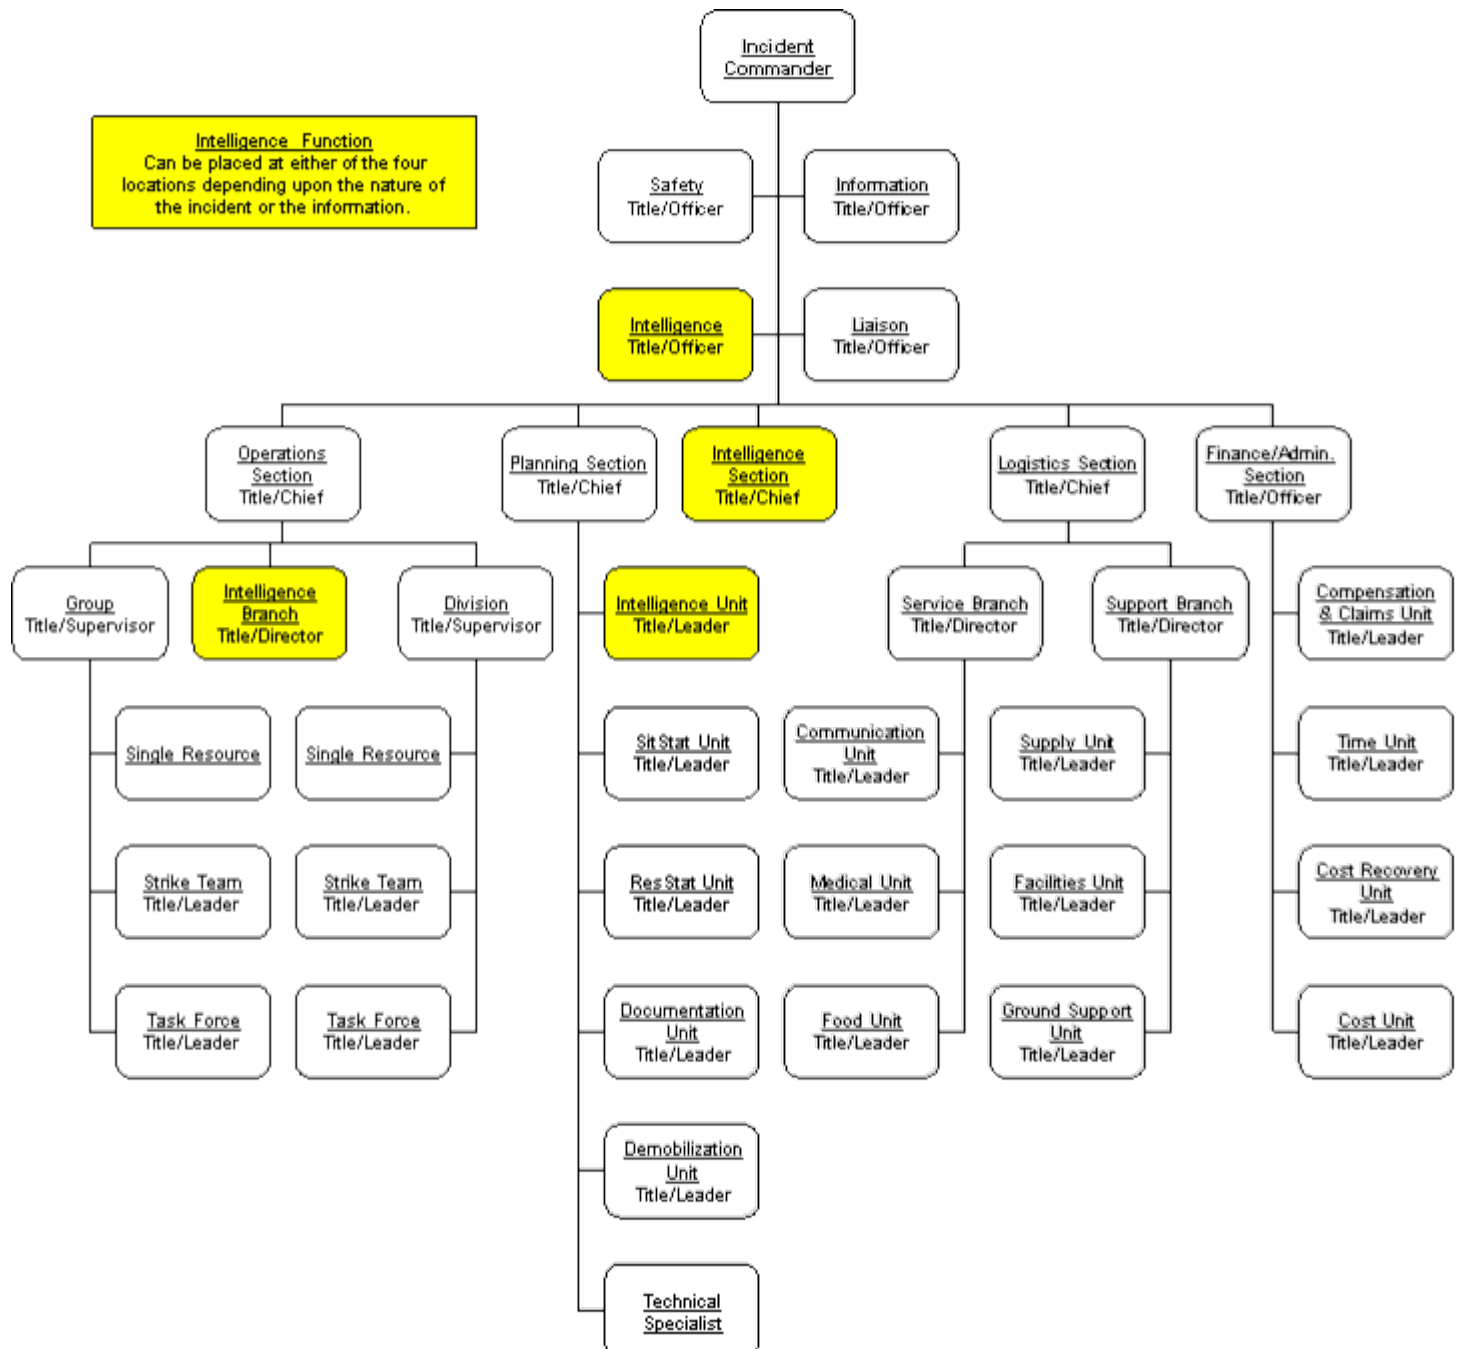 Incident
Commander
Intelligence Function
Can be placed at either of the four
locations depending upon the nature of
the incident or the information.
Safety
Title/Officer
Information
Title/Officer
Intelligence
Title/Officer
Liaison
Title/Officer
Operations
Section
Title/Chief
Planning Section
Title/Chief
Intelligence
Section
Title/Chief
Logistics Section
Title/Chief
Finance/Admin.
Section
Title/Officer
Group
Title/Supervisor
Intelligence
Branch
Title/Director
Division
Title/Supervisor
Intelligence Unit
Title/Leader
Service Branch
Title/Director
Support Branch
Title/Director
Compensation
& Claims Unit
Title/Leader
Single Resource
Single Resource
SitStat Unit
Title/Leader
Communication
Unit
Title/Leader
Supply Unit
Title/Leader
Time Unit
Title/Leader
Strike Team
Title/Leader
Strike Team
Title/Leader
ResStat Unit
Title/Leader
Medical Unit
Title/Leader
Facilities Unit
Title/Leader
Cost Recovery
Unit
Title/Leader
Task Force
Title/Leader
Task Force
Title/Leader
Documentation
Unit
Title/Leader
Food Unit
Title/Leader
Ground Support
Unit
Title/Leader
Cost Unit
Title/Leader
Demobilization
Unit
Title/Leader
Technical
Specialist